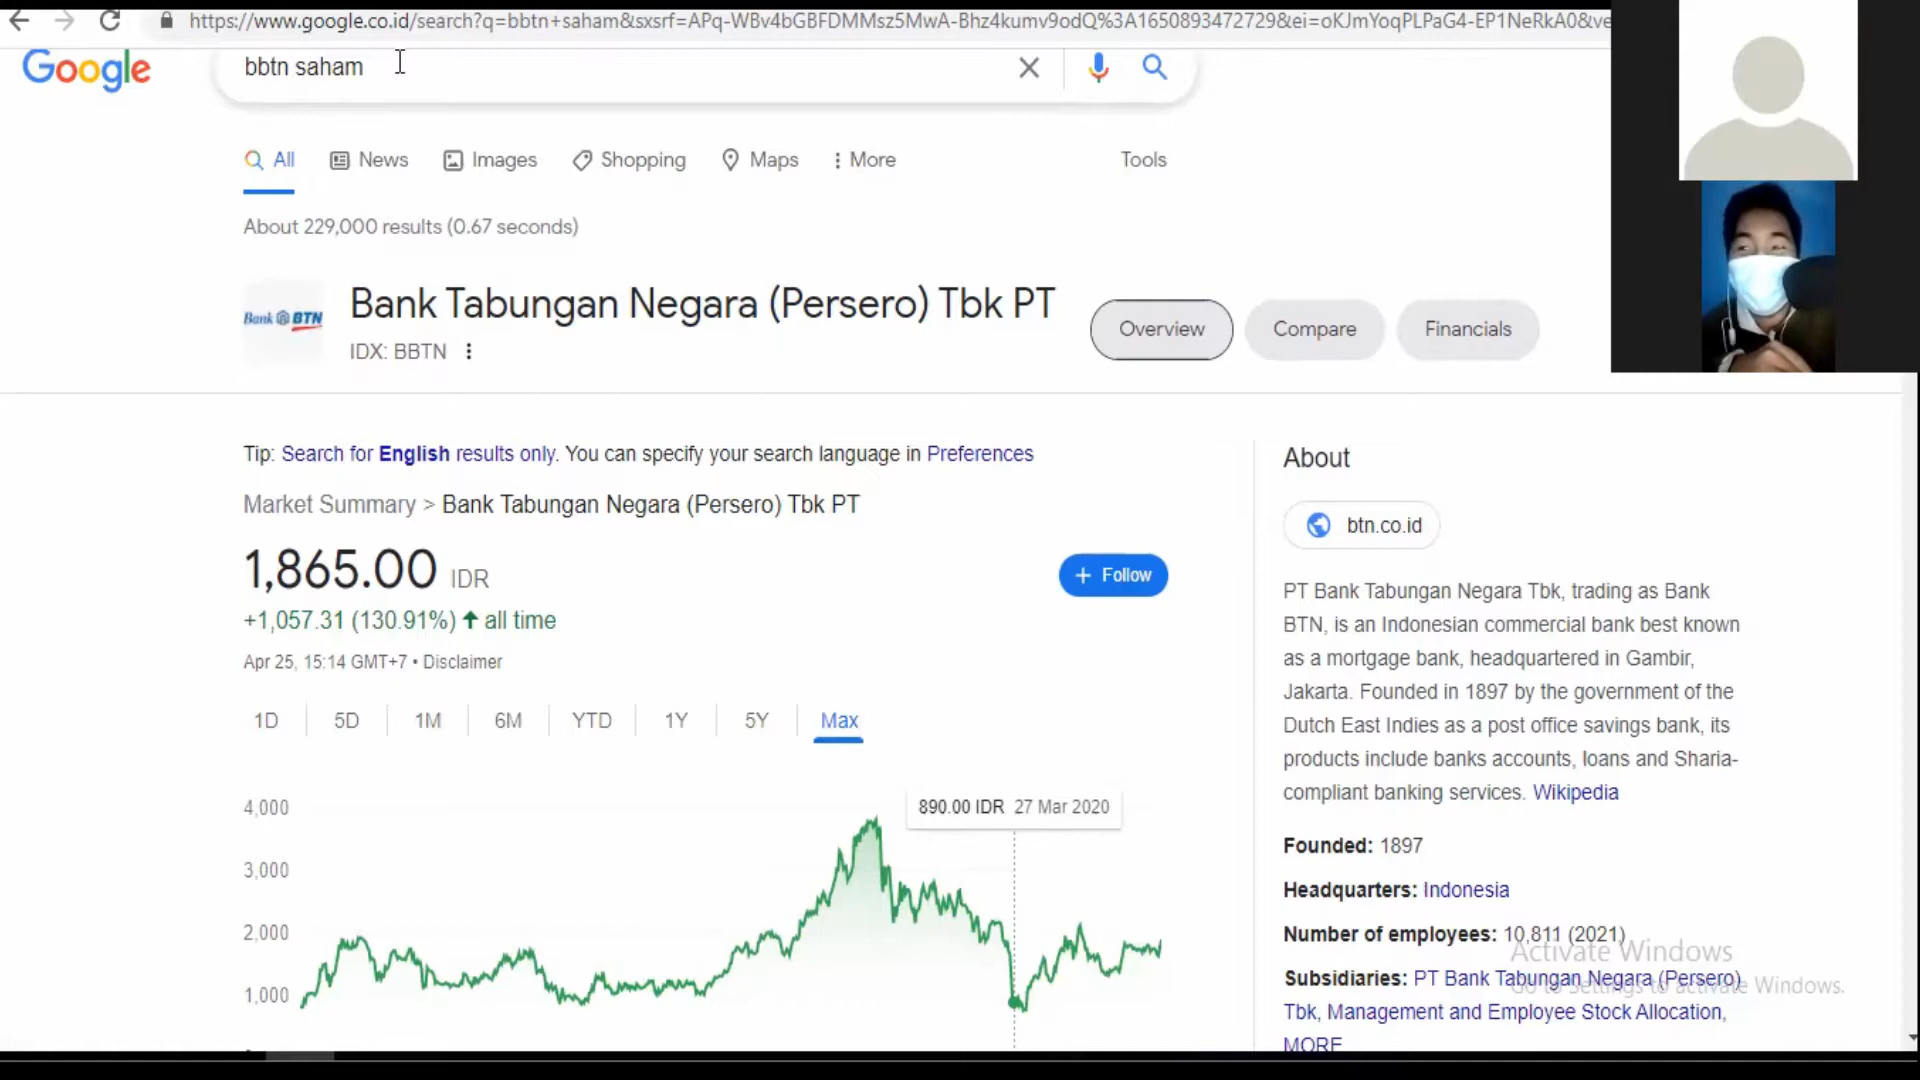 https://www.google.co.id/search?q=bbtn+saham&sxsrf=APq-WBv4bGBFDMMsz5MwA-Bhz4kumv9odQ%3A1650893472729&ei=oKJmYoqPLPaG4-EP1NeRkA0&ve
Google
bbtn saham
All News Images Shopping Maps More Tools
About 229,000 results (0.67 seconds)
Bank BTN
Bank Tabungan Negara (Persero) Tbk PT
IDX: BBTN
Overview Compare Financials
Tip: Search for English results only. You can specify your search language in Preferences
Market Summary > Bank Tabungan Negara (Persero) Tbk PT
1,865.00 IDR
+ Follow
+1,057.31 (130.91%) ↑ all time
Apr 25, 15:14 GMT+7 • Disclaimer
1D 5D 1M 6M YTD 1Y 5Y Max
890.00 IDR 27 Mar 2020
4,000
3,000
2,000
1,000
About
btn.co.id
PT Bank Tabungan Negara Tbk, trading as Bank
BTN, is an Indonesian commercial bank best known
as a mortgage bank, headquartered in Gambir,
Jakarta. Founded in 1897 by the government of the
Dutch East Indies as a post office savings bank, its
products include banks accounts, loans and Sharia-
compliant banking services. Wikipedia
Founded: 1897
Headquarters: Indonesia
Number of employees: 10,811 (2021)
Subsidiaries: PT Bank Tabungan Negara (Persero)
Tbk, Management and Employee Stock Allocation,
MORE
Activate Windows
Go to Settings to activate Windows.